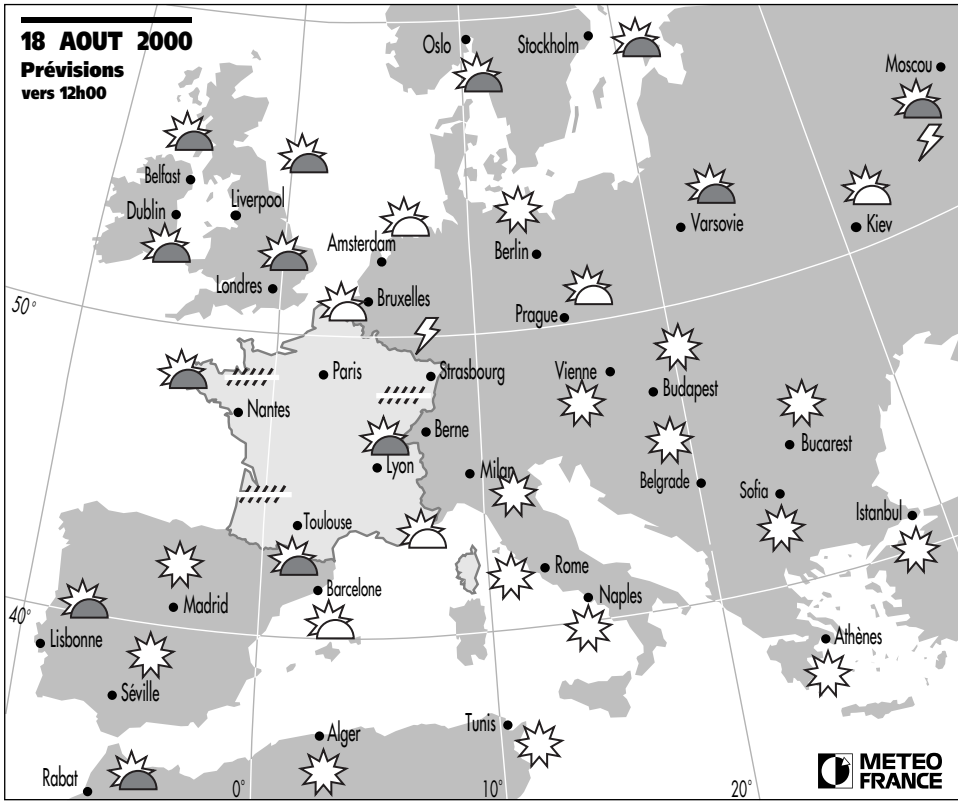 18 AOUT 2000
Prévisions
vers 12h00
Oslo
Stockholm
Moscou
Belfast
Dublin
Liverpool
Varsovie
Kiev
Amsterdam
Berlin
Londres
Bruxelles
50°
Prague
Paris
Strasbourg
Vienne
Budapest
Nantes
Berne
Bucarest
Lyon
Milan
Belgrade
Sofia
Istanbul
Toulouse
Rome
Barcelone
Naples
Madrid
40°
Lisbonne
Athènes
Séville
Tunis
Alger
Rabat
0°
10°
20°
METEO
FRANCE